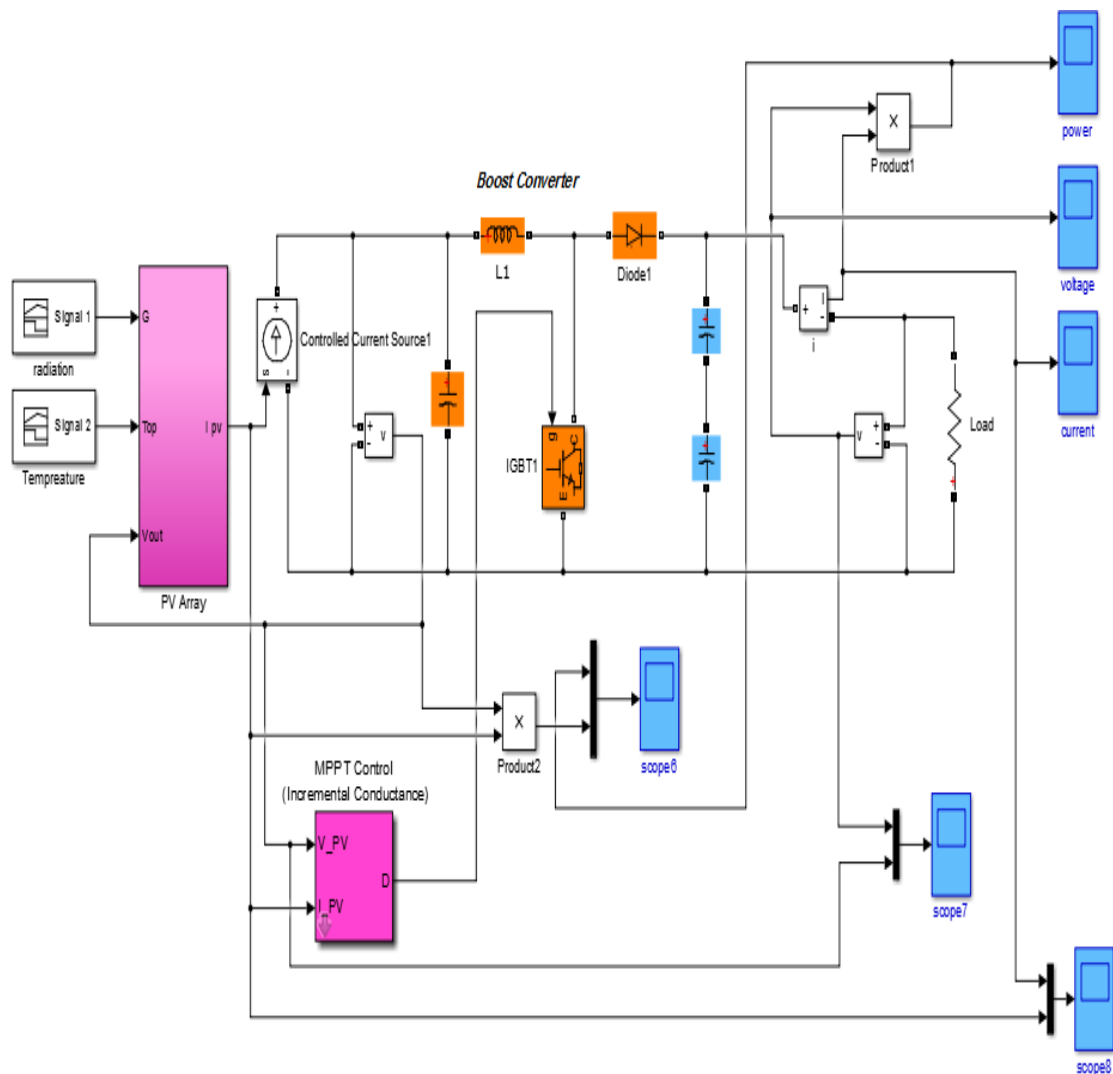 power
Product1
Boost Converter
voltage
L1
Diode1
Signal 1
G
+
Controlled Current Source1
s
-
+
I
-
i
radiation
current
Signal 2
Top
I pv
+
-
v
g
C
E
IGBT1
v
+
-
Load
Tempreature
Vout
PV Array
Product2
scope6
MPPT Control
(Incremental Conductance)
V_PV
D
I_PV
scope7
scope8